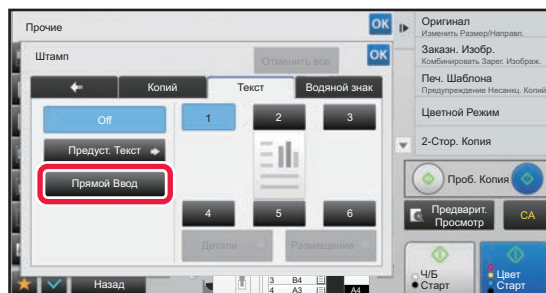 Прочие
OK
Штамп
Отменить все
OK
Копий
Текст
Водяной знак
Off
1
2
3
Предуст. Текст
Прямой Ввод
4
5
6
Детали
Размещение
Назад
3 B4
4 A3
A4
Оригинал
Изменить Размер/Направл.
Заказн. Изобр.
Комбинировать Зарег. Изображ.
Печ. Шаблона
Предупреждение Несанкц. Копий
Цветной Режим
2-Стор. Копия
Проб. Копия
Предварит.
Просмотр
CA
Ч/Б
Старт
Цвет
Старт